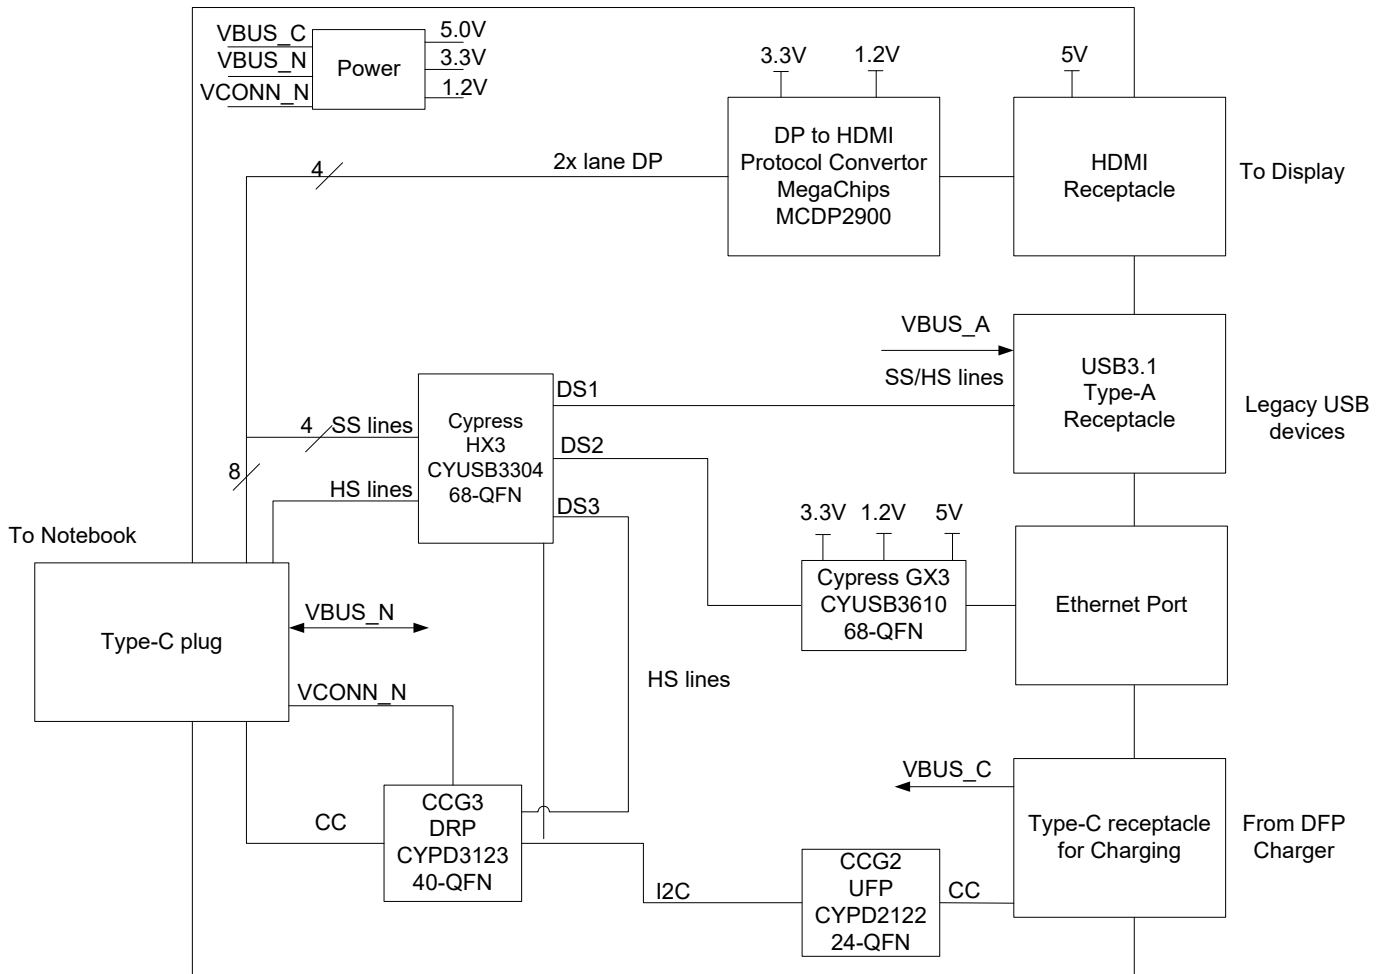 VBUS_C
VBUS_N
VCONN_N
Power
5.0V
3.3V
1.2V
3.3V
1.2V
5V
DP to HDMI
Protocol Convertor
MegaChips
MCDP2900
HDMI
Receptacle
To Display
4
2x lane DP
VBUS_A
SS/HS lines
USB3.1
Type-A
Receptacle
Legacy USB
devices
4
SS lines
8
HS lines
Cypress
HX3
CYUSB3304
68-QFN
DS1
DS2
DS3
3.3V
1.2V
5V
Cypress GX3
CYUSB3610
68-QFN
Ethernet Port
To Notebook
Type-C plug
VBUS_N
VCONN_N
HS lines
CC
CCG3
DRP
CYPD3123
40-QFN
I2C
CCG2
UFP
CYPD2122
24-QFN
CC
VBUS_C
Type-C receptacle
for Charging
From DFP
Charger